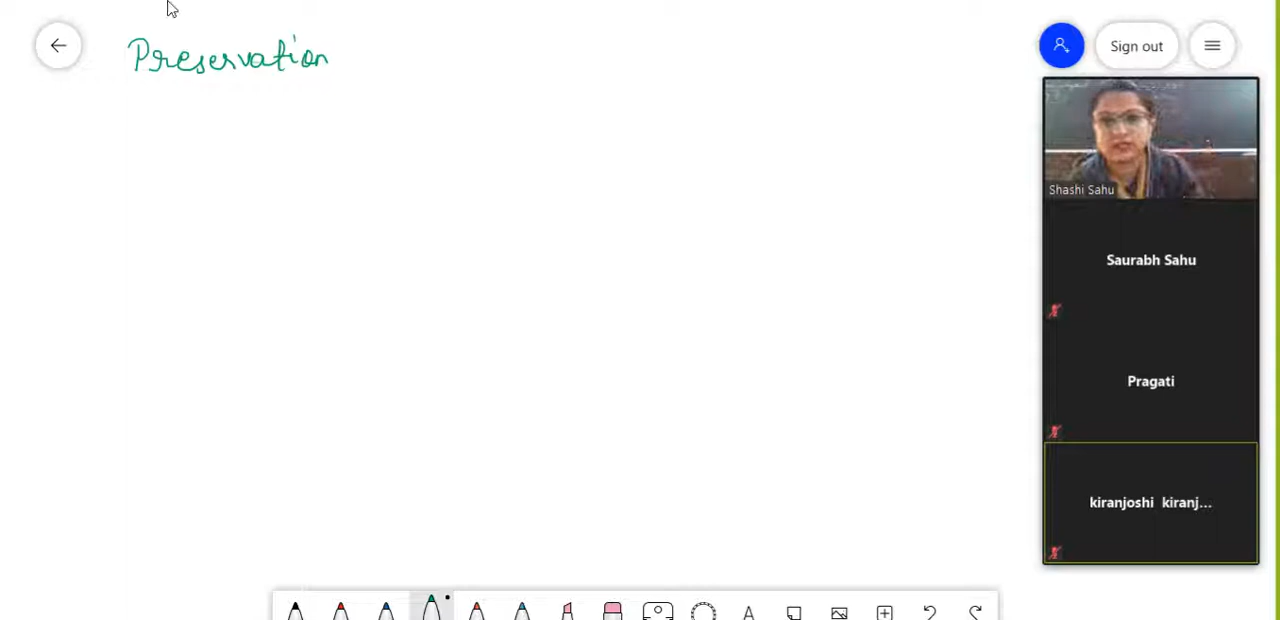 Preservation
Sign out
Shashi Sahu
Saurabh Sahu
Pragati
kiranjoshi kiranj...
A